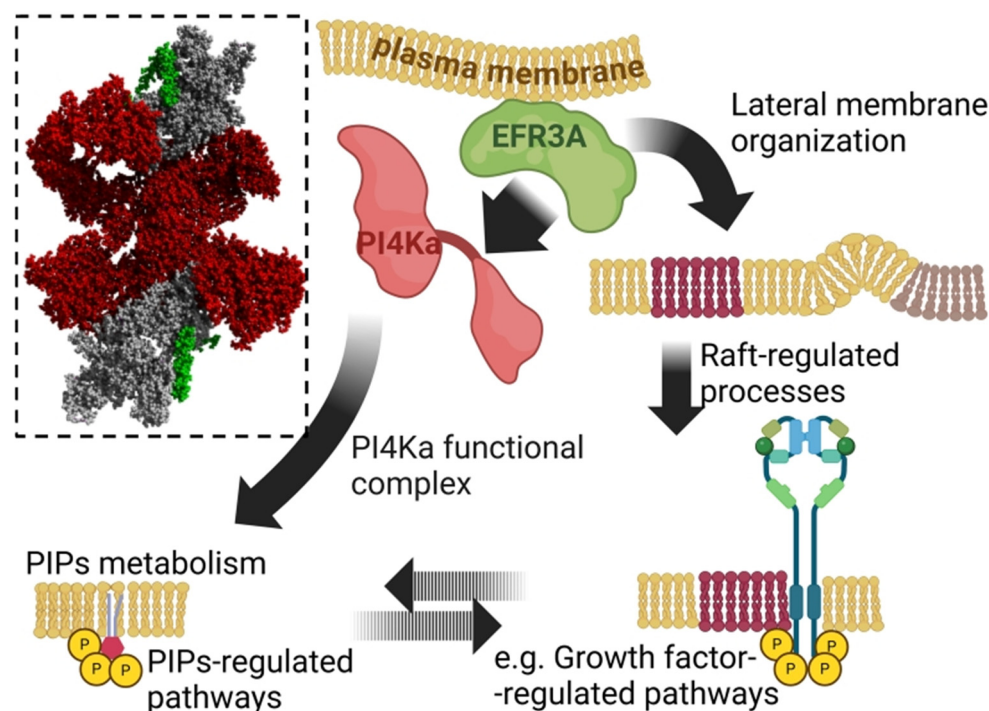 plasma membrane
EFR3A
Lateral membrane
organization
PI4Ka
Raft-regulated
processes
PI4Ka functional
complex
PIPs metabolism
P
P
P
PIPs-regulated
pathways
e.g. Growth factor-
-regulated pathways
P
P
P
P